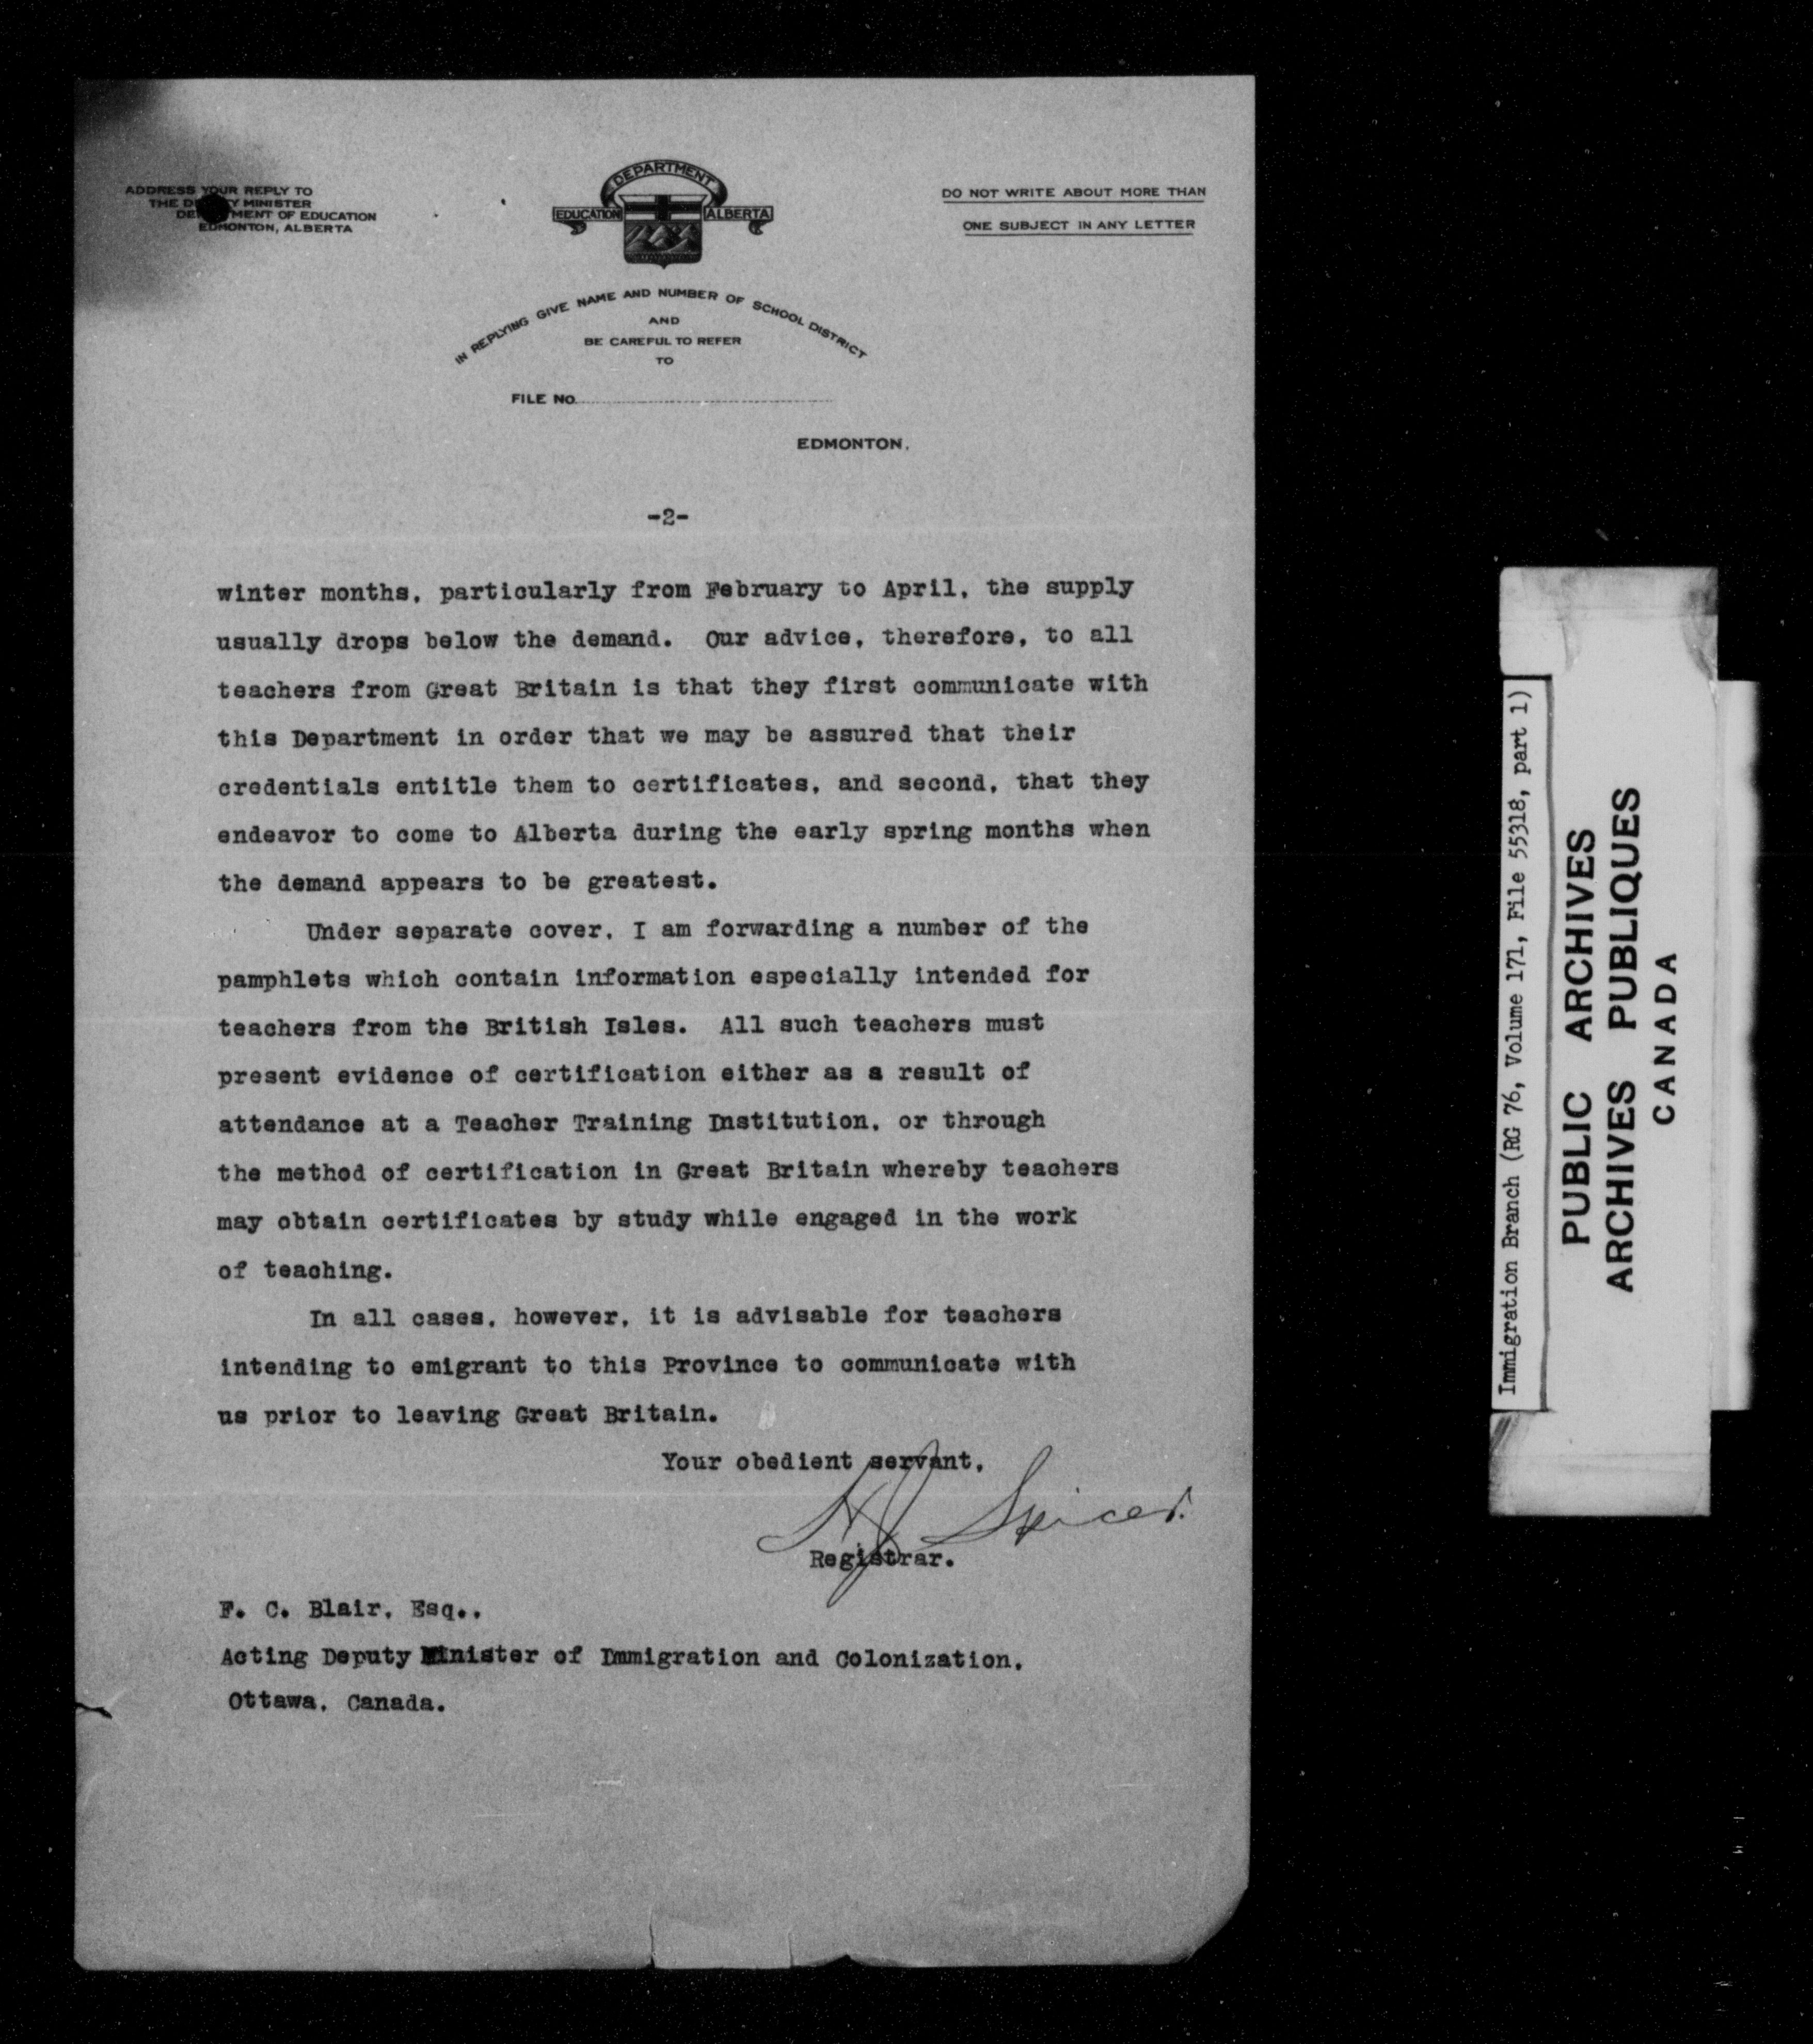 ADDRESS YOUR REPLY TO
THE DEPUTY MINISTER
DEPARTMENT OF EDUCATION
EDMONTON, ALBERTA
DEPARTMENT
EDUCATION ALBERTA
DO NOT WRITE ABOUT MORE THAN
ONE SUBJECT IN ANY LETTER
IN REPLYING GIVE NAME AND NUMBER OF SCHOOL DISTRICT
AND
BE CAREFUL TO REFER
TO
FILE NO.
EDMONTON,
-2-
winter months, particularly from February to April, the supply
usually drops below the demand. Our advice, therefore, to all
teachers from Great Britain is that they first communicate with
this Department in order that we may be assured that their
credentials entitle them to certificates, and second, that they
endeavor to come to Alberta during the early spring months when
the demand appears to be greatest.
Under separate cover, I am forwarding a number of the
pamphlets which contain information especially intended for
teachers from the British Isles. All such teachers must
present evidence of certification either as a result of
attendance at a Teacher Training Institution, or through
the method of certification in Great Britain whereby teachers
may obtain certificates by study while engaged in the work
of teaching.
In all cases, however, it is advisable for teachers
intending to emigrant to this Province to communicate with
us prior to leaving Great Britain.
Your obedient servant,
H J Spicer.
Registrar.
F. C. Blair, Esq.,
Acting Deputy Minister of Immigration and Colonization,
Ottawa, Canada.
Immigration Branch (RG 76, Volume 171, File 55318, part 1)
PUBLIC ARCHIVES
ARCHIVES PUBLIQUES
CANADA